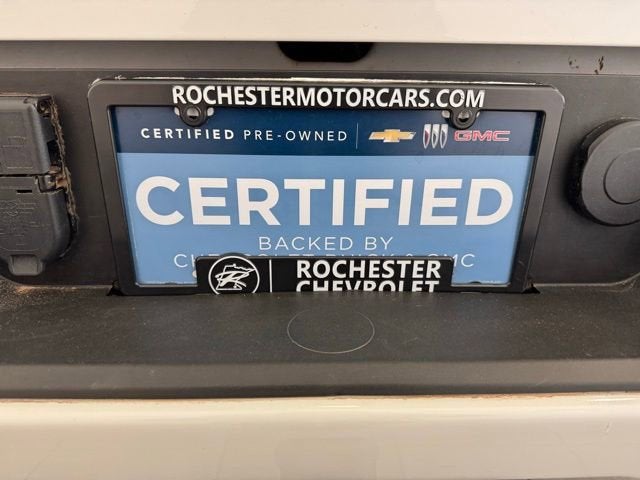 ROCHESTERMOTORCARS.COM
CERTIFIED PRE-OWNED
GMC
CERTIFIED
BACKED BY
ROCHESTER
CHEVROLET